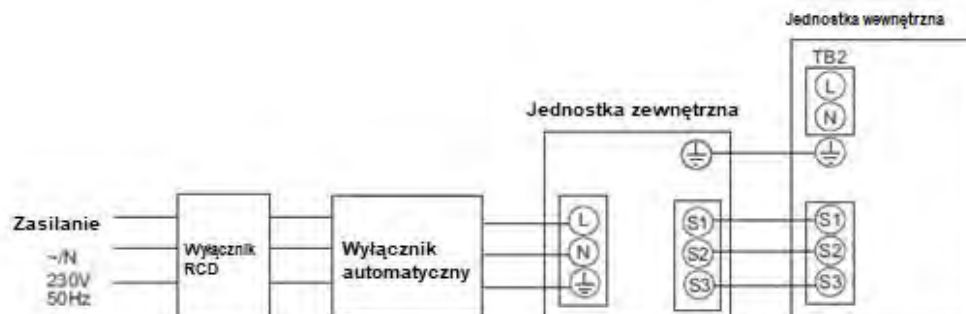 Jednostka wewnętrzna
TB2
L
N
Jednostka zewnętrzna
Zasilanie
~/N
230V
50Hz
Wyłącznik
RCD
Wyłącznik
automatyczny
L
N
S1
S2
S3
S1
S2
S3